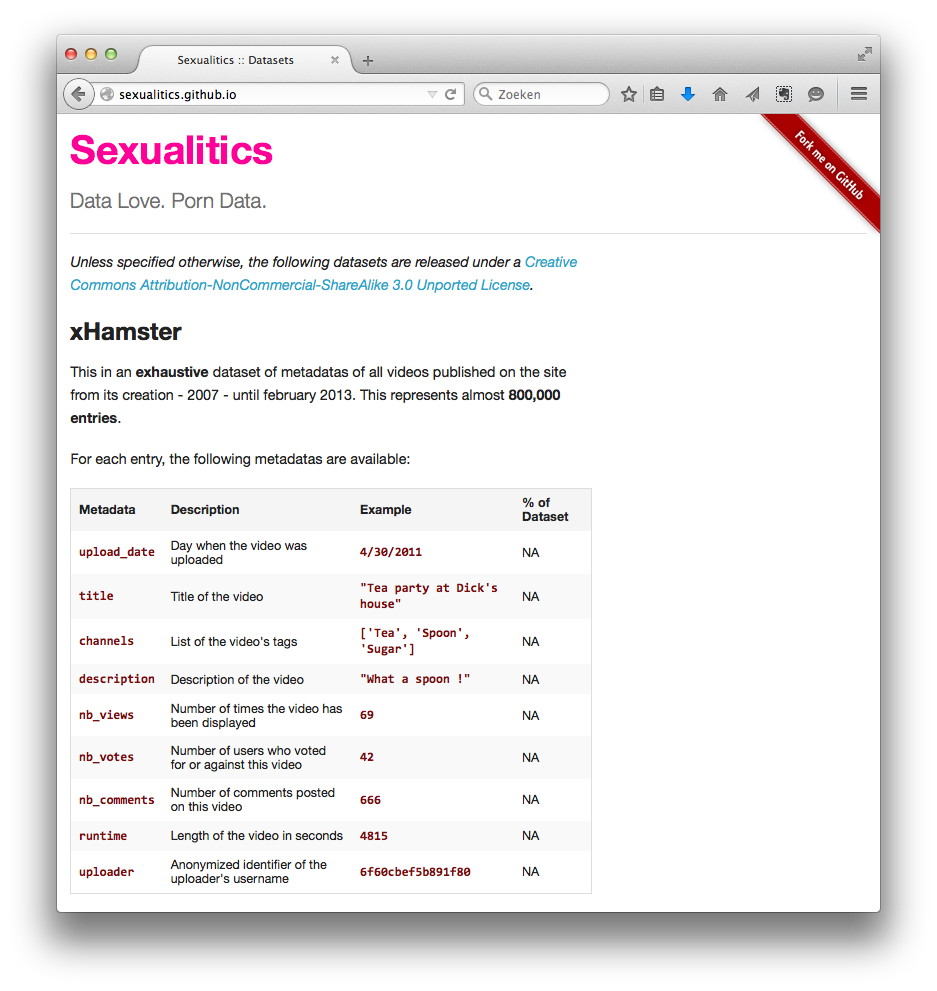 Sexualitics :: Datasets
sexualitics.github.io
Zoeken
Fork me on GitHub
Sexualitics
Data Love. Porn Data.
Unless specified otherwise, the following datasets are released under a Creative
Commons Attribution-NonCommercial-ShareAlike 3.0 Unported License.
xHamster
This in an exhaustive dataset of metadatas of all videos published on the site
from its creation - 2007 - until february 2013. This represents almost 800,000
entries.
For each entry, the following metadatas are available:
Metadata Description Example % of
Dataset
upload_date Day when the video was
uploaded 4/30/2011 NA
title Title of the video "Tea party at Dick's
house" NA
channels List of the video's tags ['Tea', 'Spoon',
'Sugar'] NA
description Description of the video "What a spoon !" NA
nb_views Number of times the video has
been displayed 69 NA
nb_votes Number of users who voted
for or against this video 42 NA
nb_comments Number of comments posted
on this video 666 NA
runtime Length of the video in seconds 4815 NA
uploader Anonymized identifier of the
uploader's username 6f60cbef5b891f80 NA